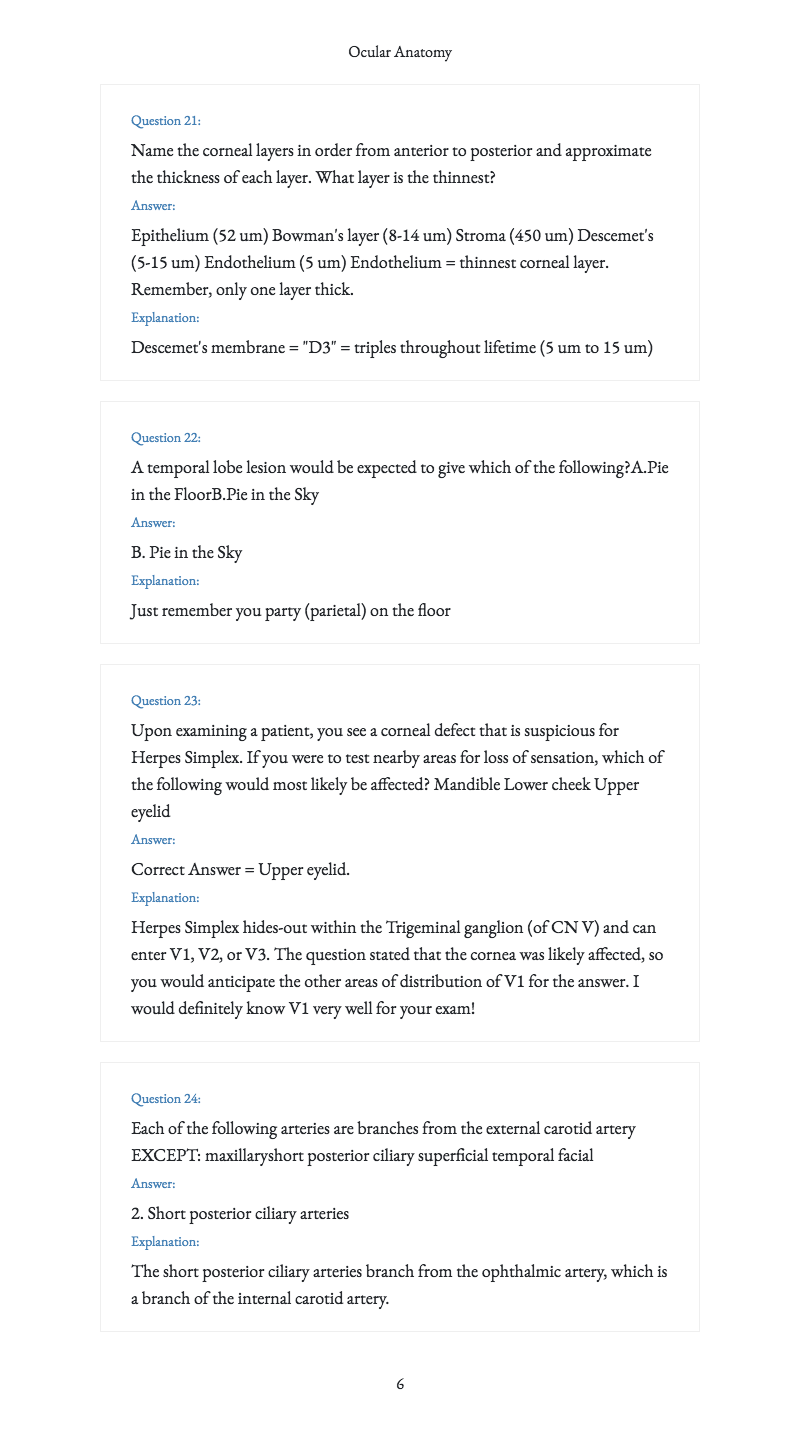 Ocular Anatomy
Question 21:
Name the corneal layers in order from anterior to posterior and approximate
the thickness of each layer. What layer is the thinnest?
Answer:
Epithelium (52 um) Bowman's layer (8-14 um) Stroma (450 um) Descemet's
(5-15 um) Endothelium (5 um) Endothelium = thinnest corneal layer.
Remember, only one layer thick.
Explanation:
Descemet's membrane = "D3" = triples throughout lifetime (5 um to 15 um)
Question 22:
A temporal lobe lesion would be expected to give which of the following?A.Pie
in the FloorB.Pie in the Sky
Answer:
B. Pie in the Sky
Explanation:
Just remember you party (parietal) on the floor
Question 23:
Upon examining a patient, you see a corneal defect that is suspicious for
Herpes Simplex. If you were to test nearby areas for loss of sensation, which of
the following would most likely be affected? Mandible Lower cheek Upper
eyelid
Answer:
Correct Answer = Upper eyelid.
Explanation:
Herpes Simplex hides-out within the Trigeminal ganglion (of CN V) and can
enter V1, V2, or V3. The question stated that the cornea was likely affected, so
you would anticipate the other areas of distribution of V1 for the answer. I
would definitely know V1 very well for your exam!
Question 24:
Each of the following arteries are branches from the external carotid artery
EXCEPT: maxillaryshort posterior ciliary superficial temporal facial
Answer:
2. Short posterior ciliary arteries
Explanation:
The short posterior ciliary arteries branch from the ophthalmic artery, which is
a branch of the internal carotid artery.
6